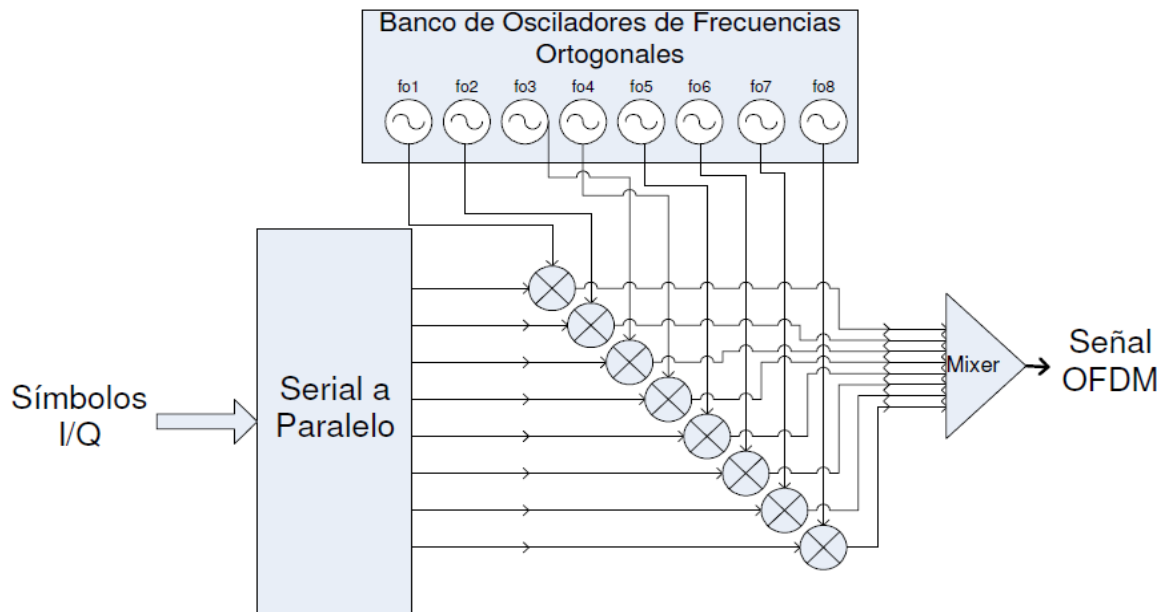 Banco de Osciladores de Frecuencias
Ortogonales
fo1 fo2 fo3 fo4 fo5 fo6 fo7 fo8
Serial a
Paralelo
Símbolos
I/Q
Mixer
Señal
OFDM